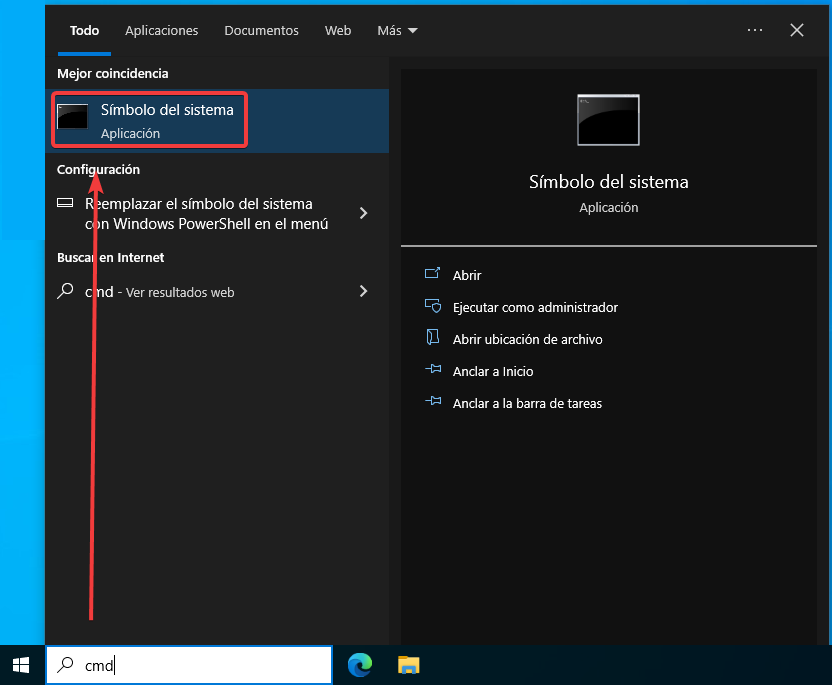 Todo Aplicaciones Documentos Web Más
Mejor coincidencia
Símbolo del sistema
Aplicación
Configuración
Reemplazar el símbolo del sistema
con Windows PowerShell en el menú
Buscar en Internet
cmd - Ver resultados web
Símbolo del sistema
Aplicación
Abrir
Ejecutar como administrador
Abrir ubicación de archivo
Anclar a Inicio
Anclar a la barra de tareas
cmd